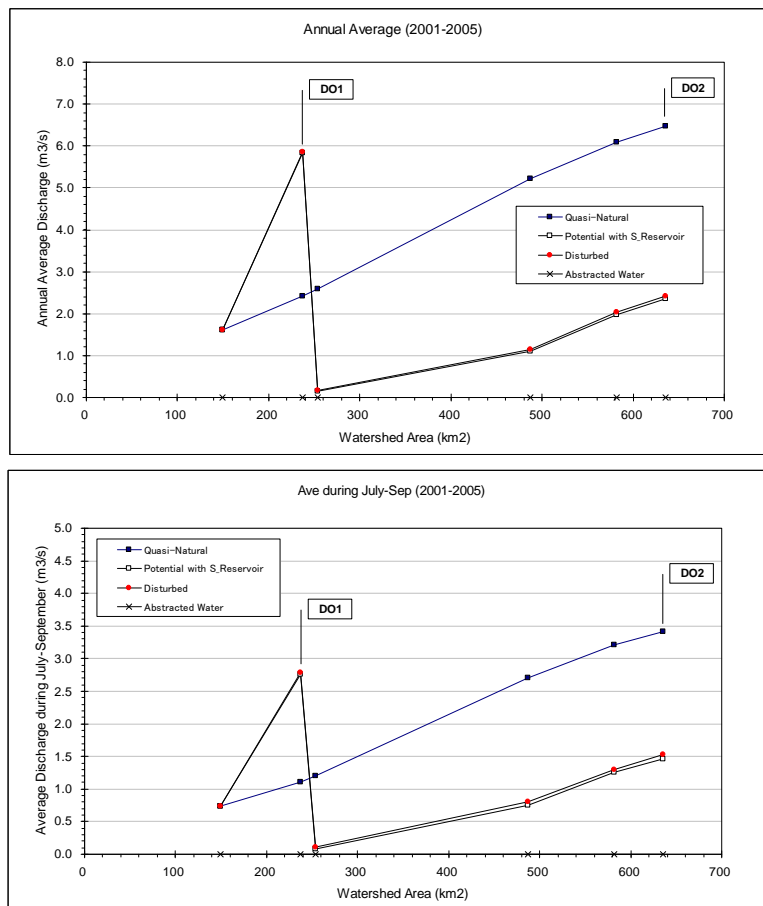 Annual Average (2001-2005)
DO1
DO2
Annual Average Discharge (m3/s)
8.0
7.0
6.0
5.0
4.0
3.0
2.0
1.0
0.0
Quasi-Natural
Potential with S_Reservoir
Disturbed
Abstracted Water
0 100 200 300 400 500 600 700
Watershed Area (km2)
Ave during July-Sep (2001-2005)
Average Discharge during July-September (m3/s)
5.0
4.5
4.0
3.5
3.0
2.5
2.0
1.5
1.0
0.5
0.0
Quasi-Natural
Potential with S_Reservoir
Disturbed
Abstracted Water
DO1
DO2
0 100 200 300 400 500 600 700
Watershed Area (km2)